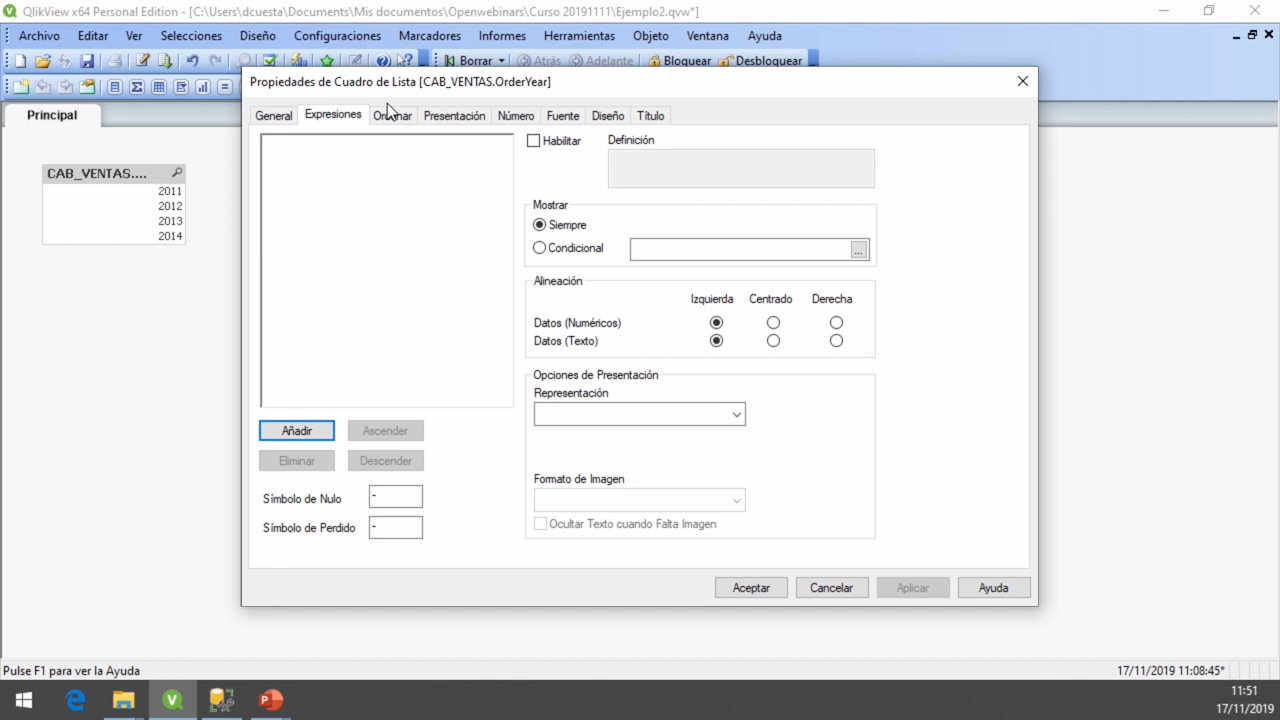 QlikView x64 Personal Edition - [C:\Users\dcuesta\Documents\Mis documentos\Openwebinars\Curso 20191111\Ejemplo2.qvw*]
Archivo Editar Ver Selecciones Diseño Configuraciones Marcadores Informes Herramientas Objeto Ventana Ayuda
Borrar Atrás Adelante Bloquear Desbloquear
Propiedades de Cuadro de Lista [CAB_VENTAS.OrderYear]
Principal
General Expresiones Ordenar Presentación Número Fuente Diseño Título
CAB_VENTAS....
2011
2012
2013
2014
Habilitar Definición
Mostrar
Siempre
Condicional ...
Alineación
Izquierda Centrado Derecha
Datos (Numéricos)
Datos (Texto)
Opciones de Presentación
Representación
Añadir Ascender
Eliminar Descender
Símbolo de Nulo -
Símbolo de Perdido -
Formato de Imagen
Ocultar Texto cuando Falta Imagen
Aceptar Cancelar Aplicar Ayuda
Pulse F1 para ver la Ayuda 17/11/2019 11:08:45*
11:51
17/11/2019